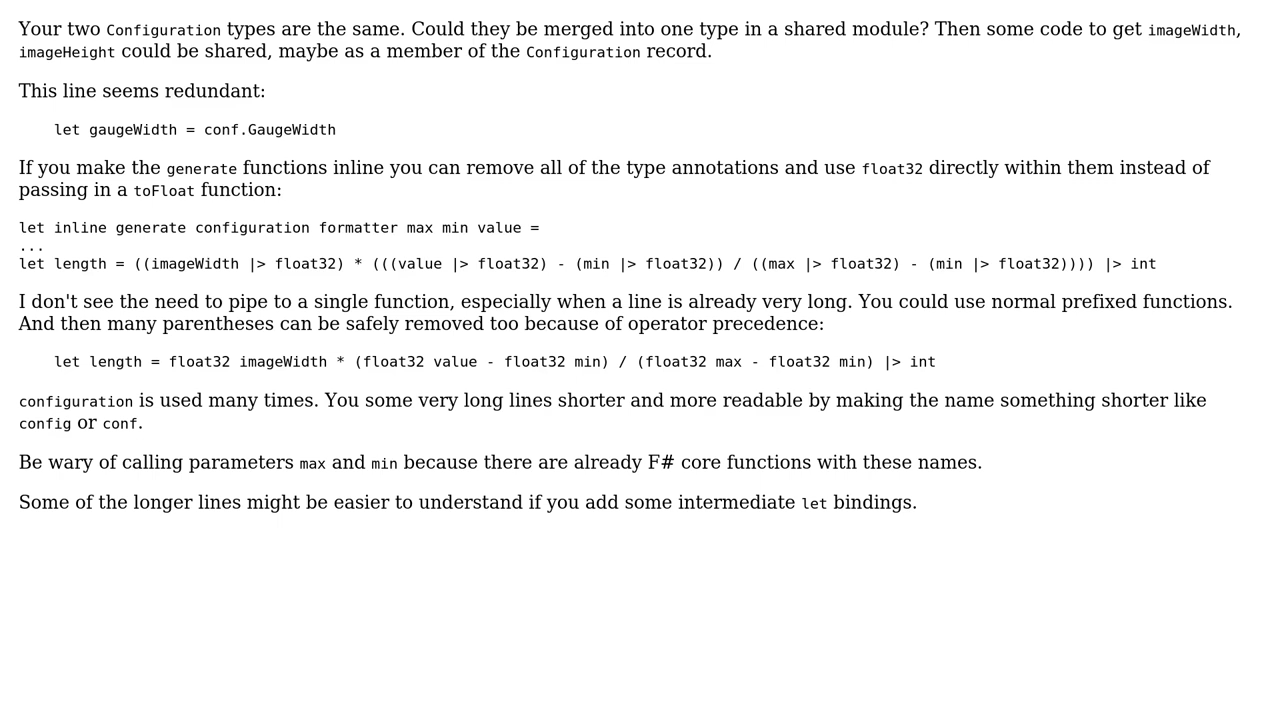 Your two Configuration types are the same. Could they be merged into one type in a shared module? Then some code to get imageWidth,
imageHeight could be shared, maybe as a member of the Configuration record.
This line seems redundant:
let gaugeWidth = conf.GaugeWidth
If you make the generate functions inline you can remove all of the type annotations and use float32 directly within them instead of
passing in a toFloat function:
let inline generate configuration formatter max min value =
...
let length = ((imageWidth |> float32) * (((value |> float32) - (min |> float32)) / ((max |> float32) - (min |> float32)))) |> int
I don't see the need to pipe to a single function, especially when a line is already very long. You could use normal prefixed functions.
And then many parentheses can be safely removed too because of operator precedence:
let length = float32 imageWidth * (float32 value - float32 min) / (float32 max - float32 min) |> int
configuration is used many times. You some very long lines shorter and more readable by making the name something shorter like
config or conf.
Be wary of calling parameters max and min because there are already F# core functions with these names.
Some of the longer lines might be easier to understand if you add some intermediate let bindings.